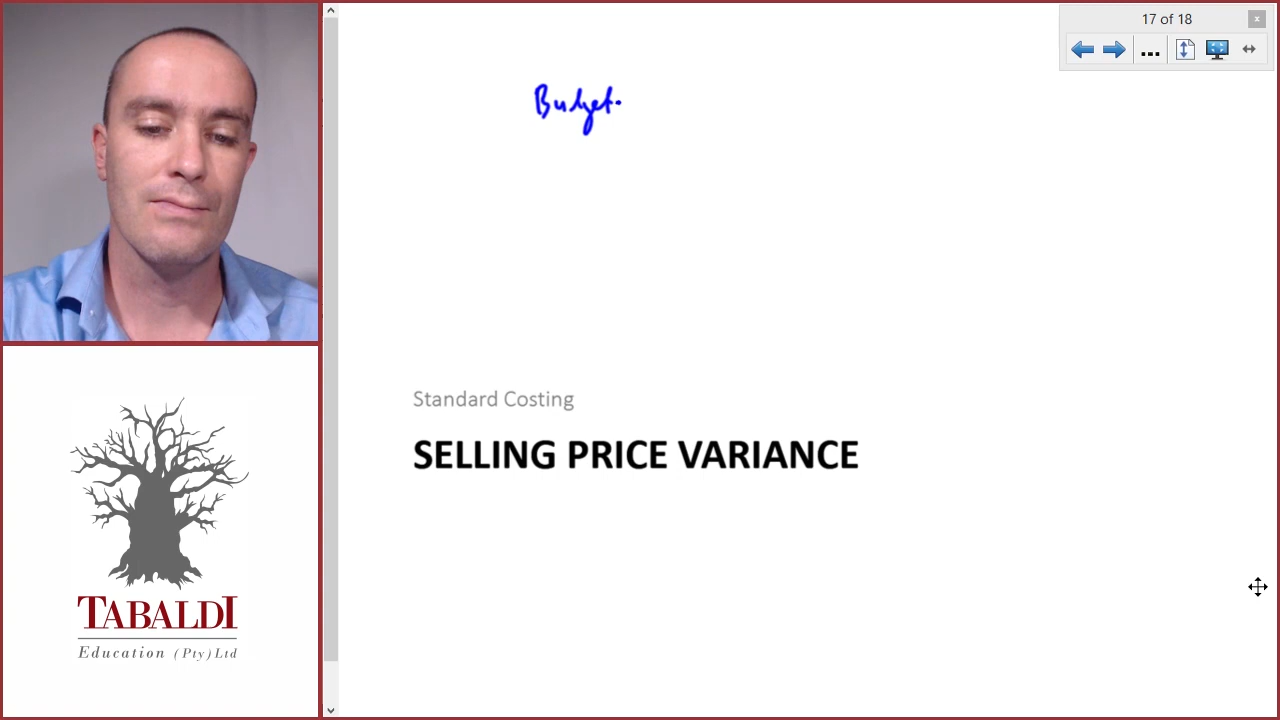 17 of 18
Budget.
Standard Costing
SELLING PRICE VARIANCE
TABALDI
Education (Pty) Ltd